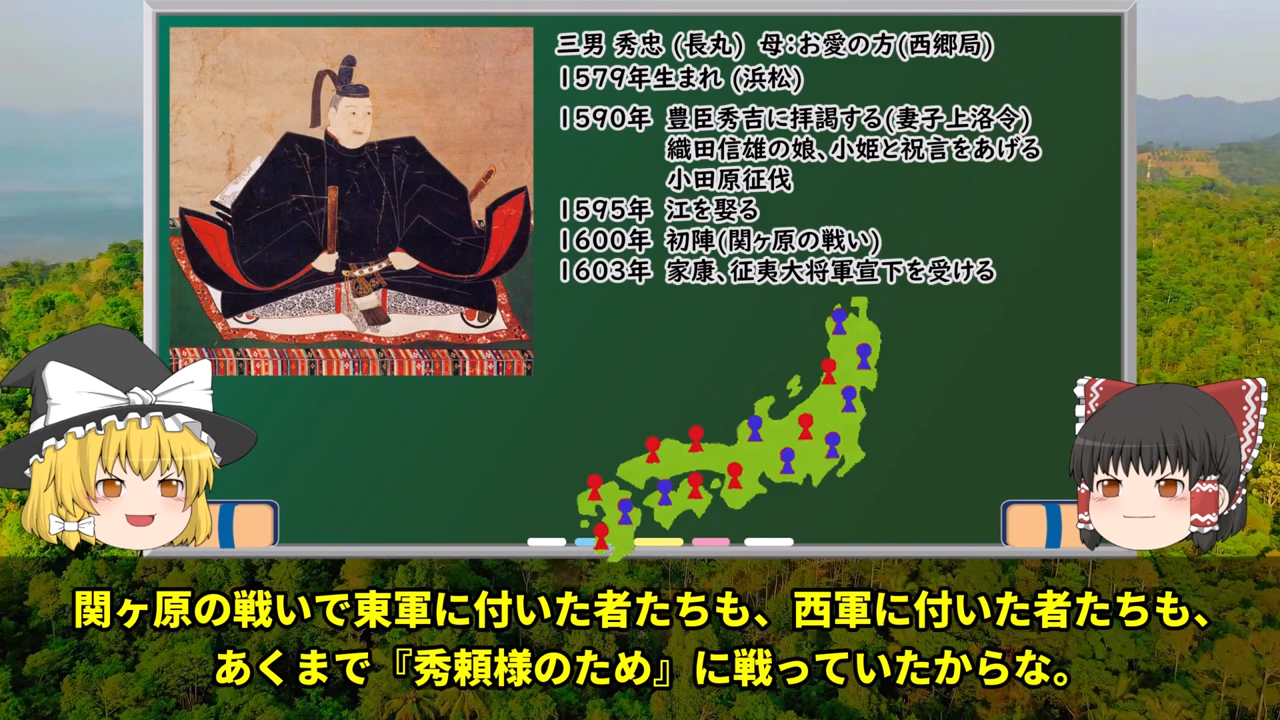 三男 秀忠 (長丸) 母:お愛の方(西郷局)
1579年生まれ (浜松)
1590年 豊臣秀吉に拝謁する(妻子上洛令)
織田信雄の娘、小姫と祝言をあげる
小田原征伐
1595年 江を娶る
1600年 初陣(関ヶ原の戦い)
1603年 家康、征夷大将軍宣下を受ける
関ヶ原の戦いで東軍に付いた者たちも、西軍に付いた者たちも、
あくまで『秀頼様のため』に戦っていたからな。